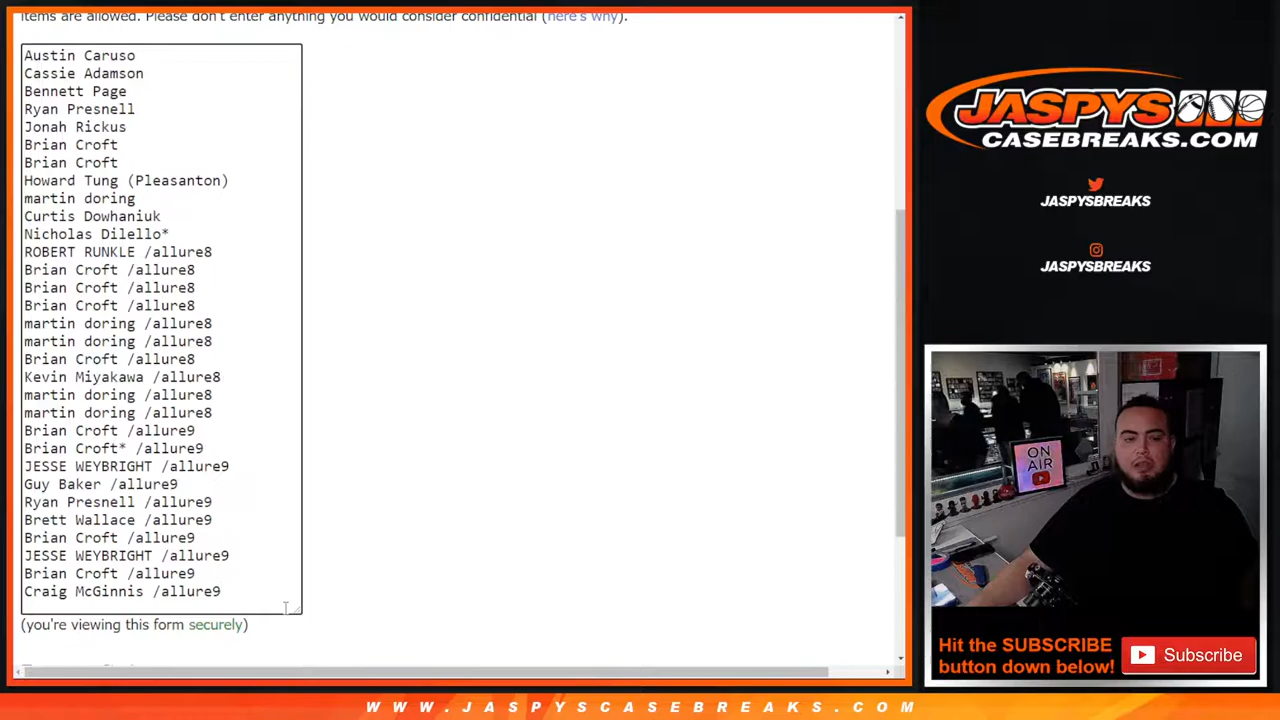 items are allowed. Please don't enter anything you would consider confidential (here's why).
Austin Caruso
Cassie Adamson
Bennett Page
Ryan Presnell
Jonah Rickus
Brian Croft
Brian Croft
Howard Tung (Pleasanton)
martin doring
Curtis Dowhaniuk
Nicholas Dilello*
ROBERT RUNKLE /allure8
Brian Croft /allure8
Brian Croft /allure8
Brian Croft /allure8
martin doring /allure8
martin doring /allure8
Brian Croft /allure8
Kevin Miyakawa /allure8
martin doring /allure8
martin doring /allure8
Brian Croft /allure9
Brian Croft* /allure9
JESSE WEYBRIGHT /allure9
Guy Baker /allure9
Ryan Presnell /allure9
Brett Wallace /allure9
Brian Croft /allure9
JESSE WEYBRIGHT /allure9
Brian Croft /allure9
Craig McGinnis /allure9
(you're viewing this form securely)
JASPYS
CASEBREAKS.COM
JASPYSBREAKS
JASPYSBREAKS
ON
AIR
Hit the SUBSCRIBE
button down below!
Subscribe
WWW.JASPYSCASEBREAKS.COM